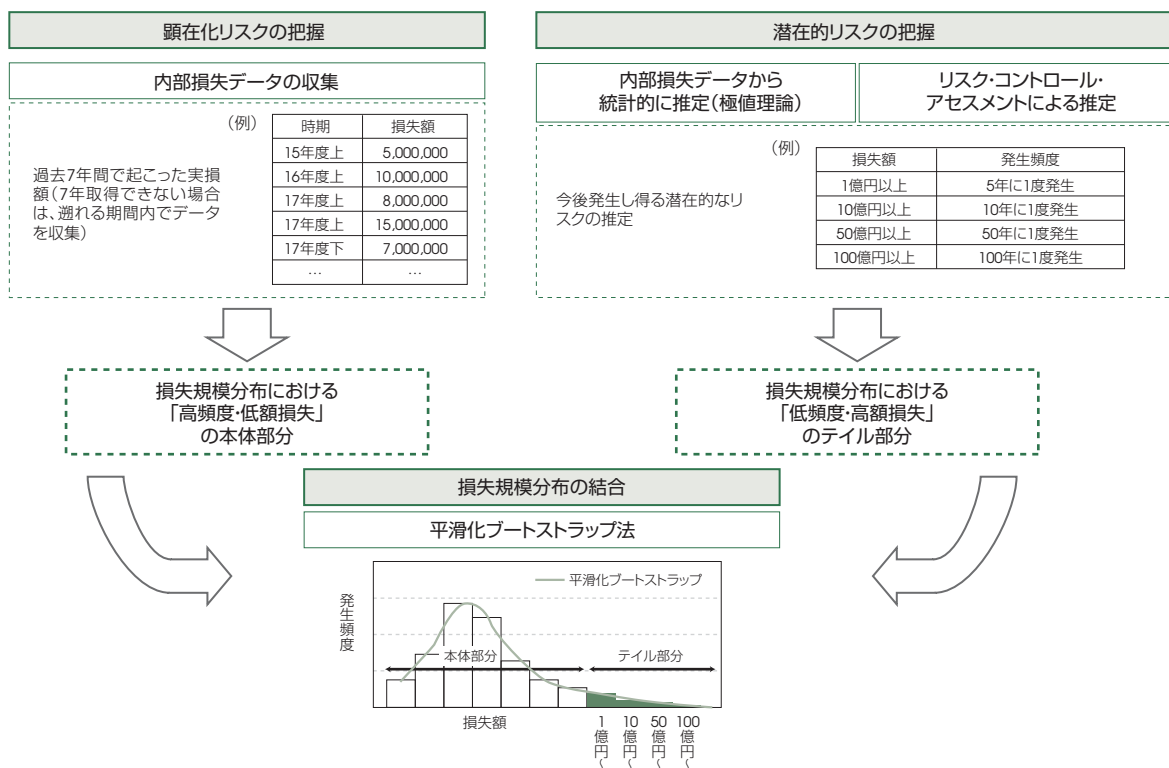 顕在化リスクの把握
内部損失データの収集
(例)
過去7年間で起こった実損
額(7年取得できない場合
は、遡れる期間内でデータ
を収集)
時期 損失額
15年度上 5,000,000
16年度上 10,000,000
17年度上 8,000,000
17年度上 15,000,000
17年度下 7,000,000
… …
潜在的リスクの把握
内部損失データから
統計的に推定(極値理論)
リスク・コントロール・
アセスメントによる推定
(例)
今後発生し得る潜在的なリ
スクの推定
損失額 発生頻度
1億円以上 5年に1度発生
10億円以上 10年に1度発生
50億円以上 50年に1度発生
100億円以上 100年に1度発生
損失規模分布における
「高頻度・低額損失」
の本体部分
損失規模分布における
「低頻度・高額損失」
のテイル部分
損失規模分布の結合
平滑化ブートストラップ法
平滑化ブートストラップ
発生頻度
本体部分
テイル部分
損失額
1億円〜
10億円〜
50億円〜
100億円〜